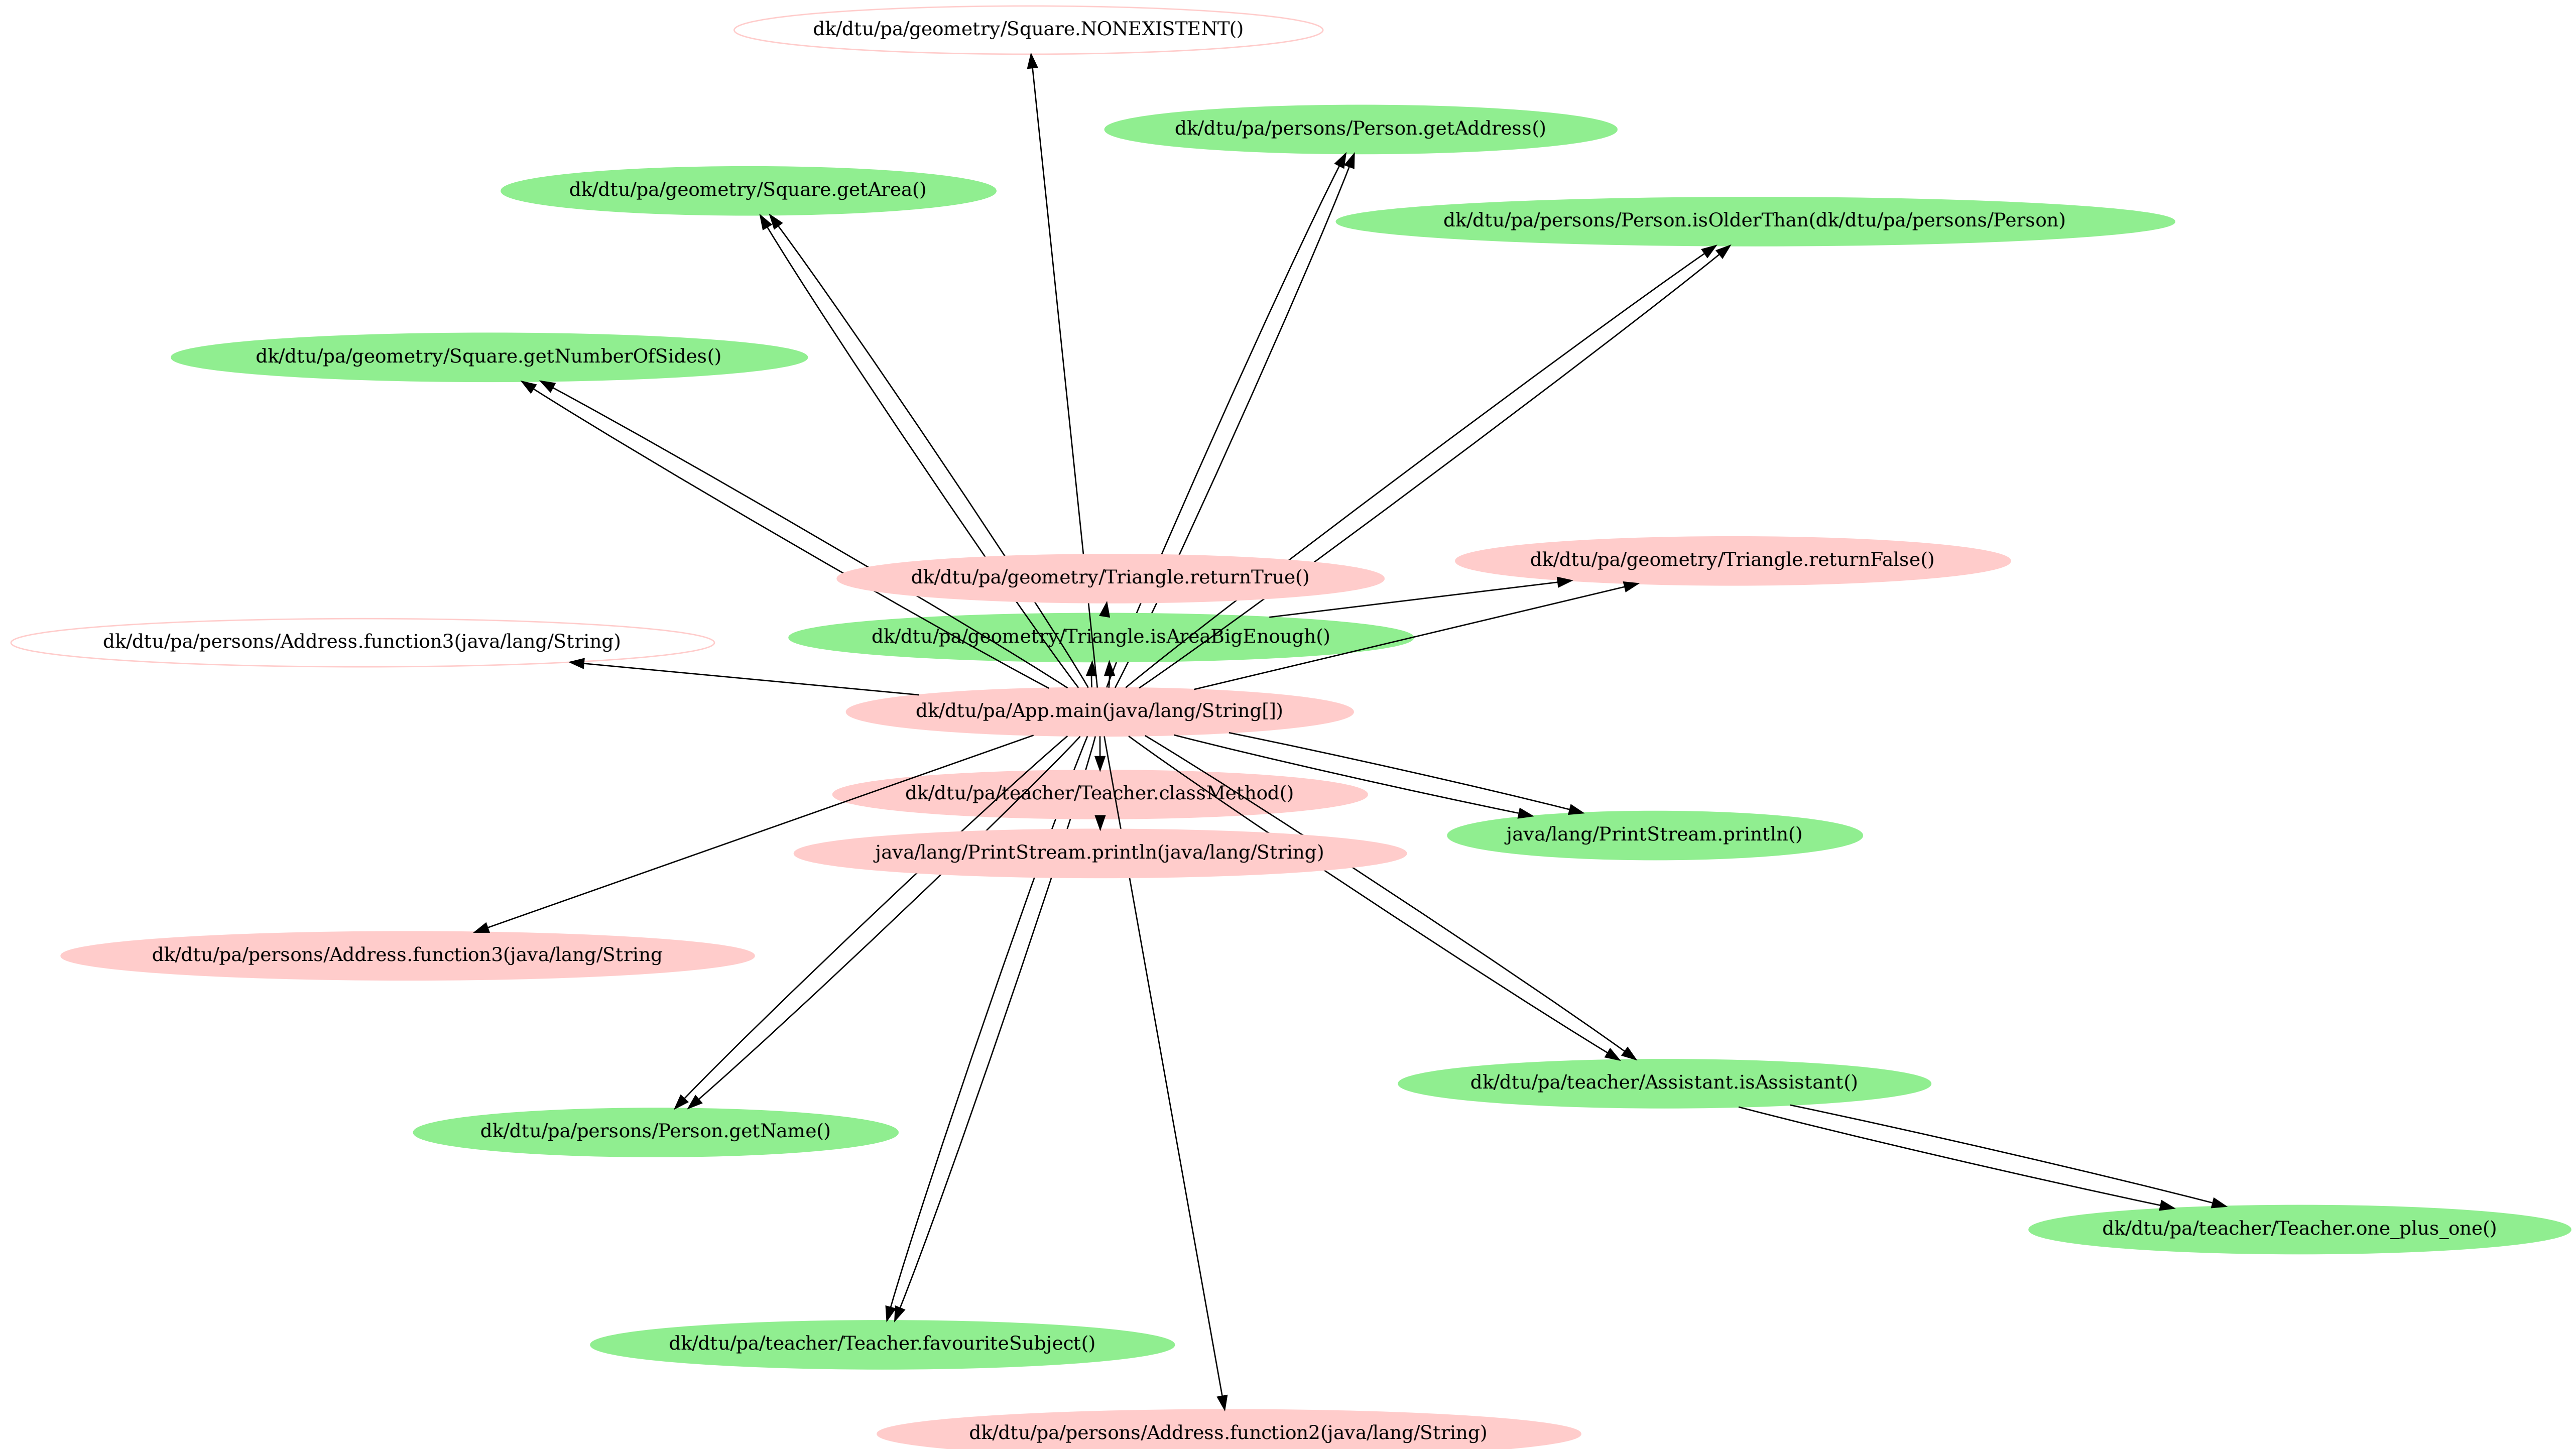 dk/dtu/pa/geometry/Square.NONEXISTENT()
dk/dtu/pa/persons/Person.getAddress()
dk/dtu/pa/geometry/Square.getArea()
dk/dtu/pa/persons/Person.isOlderThan(dk/dtu/pa/persons/Person)
dk/dtu/pa/geometry/Square.getNumberOfSides()
dk/dtu/pa/geometry/Triangle.returnFalse()
dk/dtu/pa/geometry/Triangle.returnTrue()
dk/dtu/pa/geometry/Triangle.isAreaBigEnough()
dk/dtu/pa/persons/Address.function3(java/lang/String)
dk/dtu/pa/App.main(java/lang/String[])
dk/dtu/pa/teacher/Teacher.classMethod()
java/lang/PrintStream.println()
java/lang/PrintStream.println(java/lang/String)
dk/dtu/pa/persons/Address.function3(java/lang/String
dk/dtu/pa/teacher/Assistant.isAssistant()
dk/dtu/pa/persons/Person.getName()
dk/dtu/pa/teacher/Teacher.one_plus_one()
dk/dtu/pa/teacher/Teacher.favouriteSubject()
dk/dtu/pa/persons/Address.function2(java/lang/String)